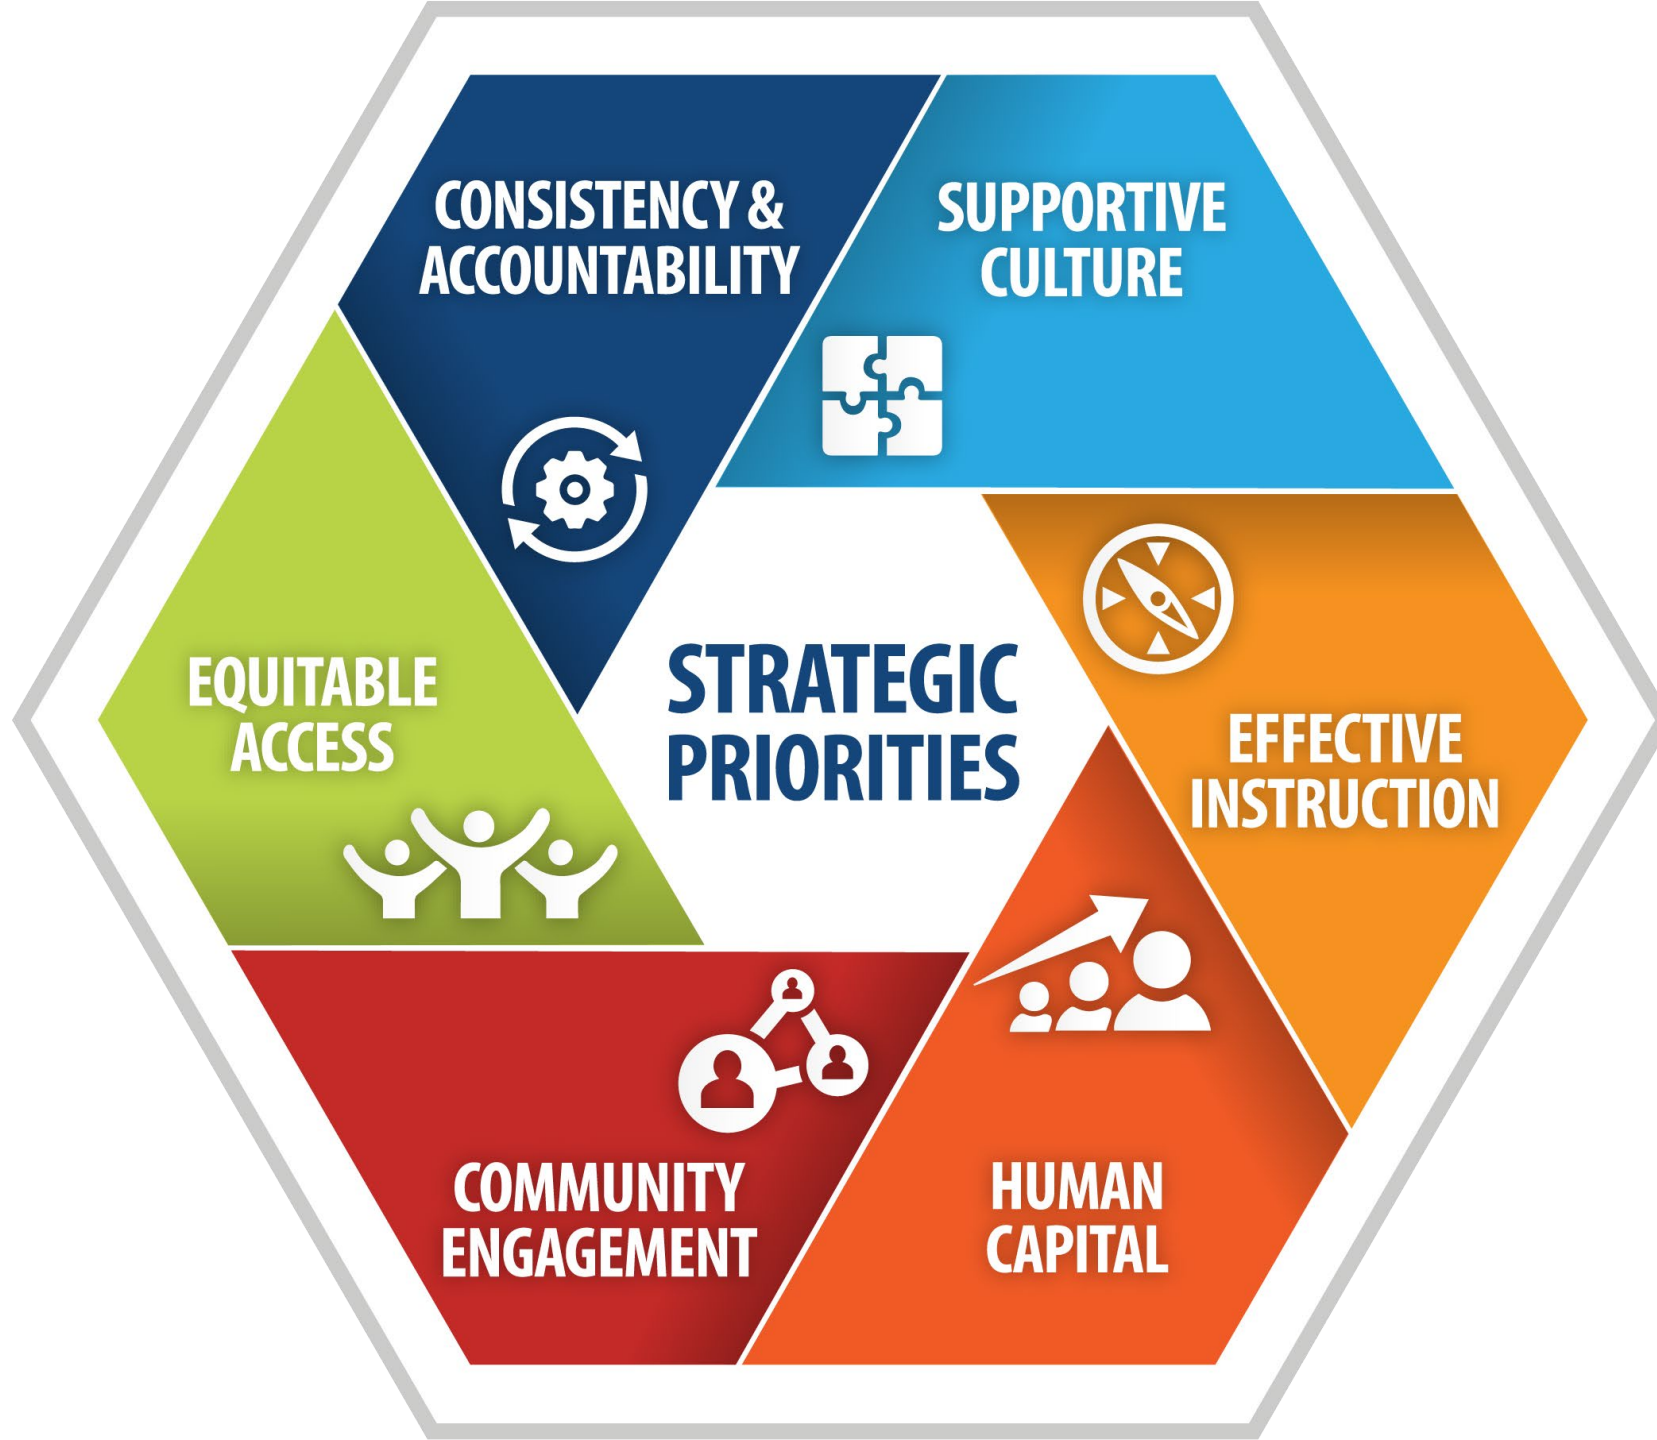 CONSISTENCY &
ACCOUNTABILITY
SUPPORTIVE
CULTURE
EQUITABLE
ACCESS
STRATEGIC
PRIORITIES
EFFECTIVE
INSTRUCTION
COMMUNITY
ENGAGEMENT
HUMAN
CAPITAL